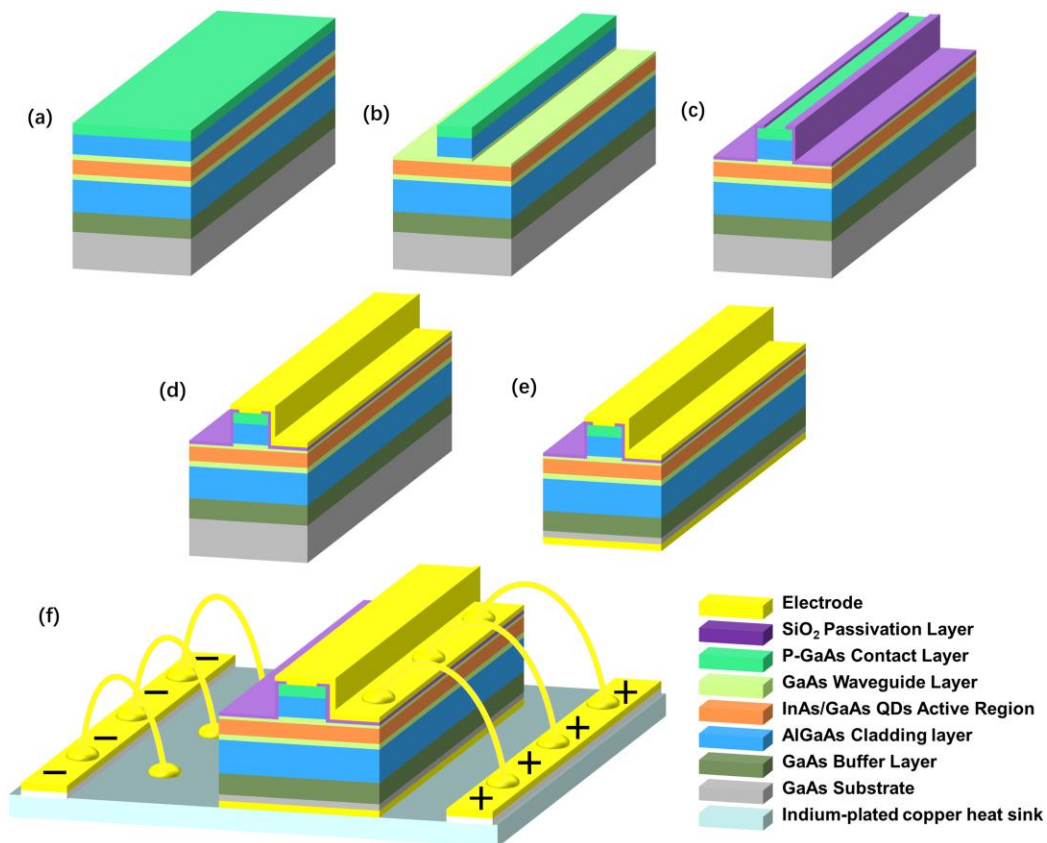 (a)
(b)
(c)
(d)
(e)
(f)
− − − −
+ + + + +
Electrode
SiO₂ Passivation Layer
P-GaAs Contact Layer
GaAs Waveguide Layer
InAs/GaAs QDs Active Region
AlGaAs Cladding layer
GaAs Buffer Layer
GaAs Substrate
Indium-plated copper heat sink